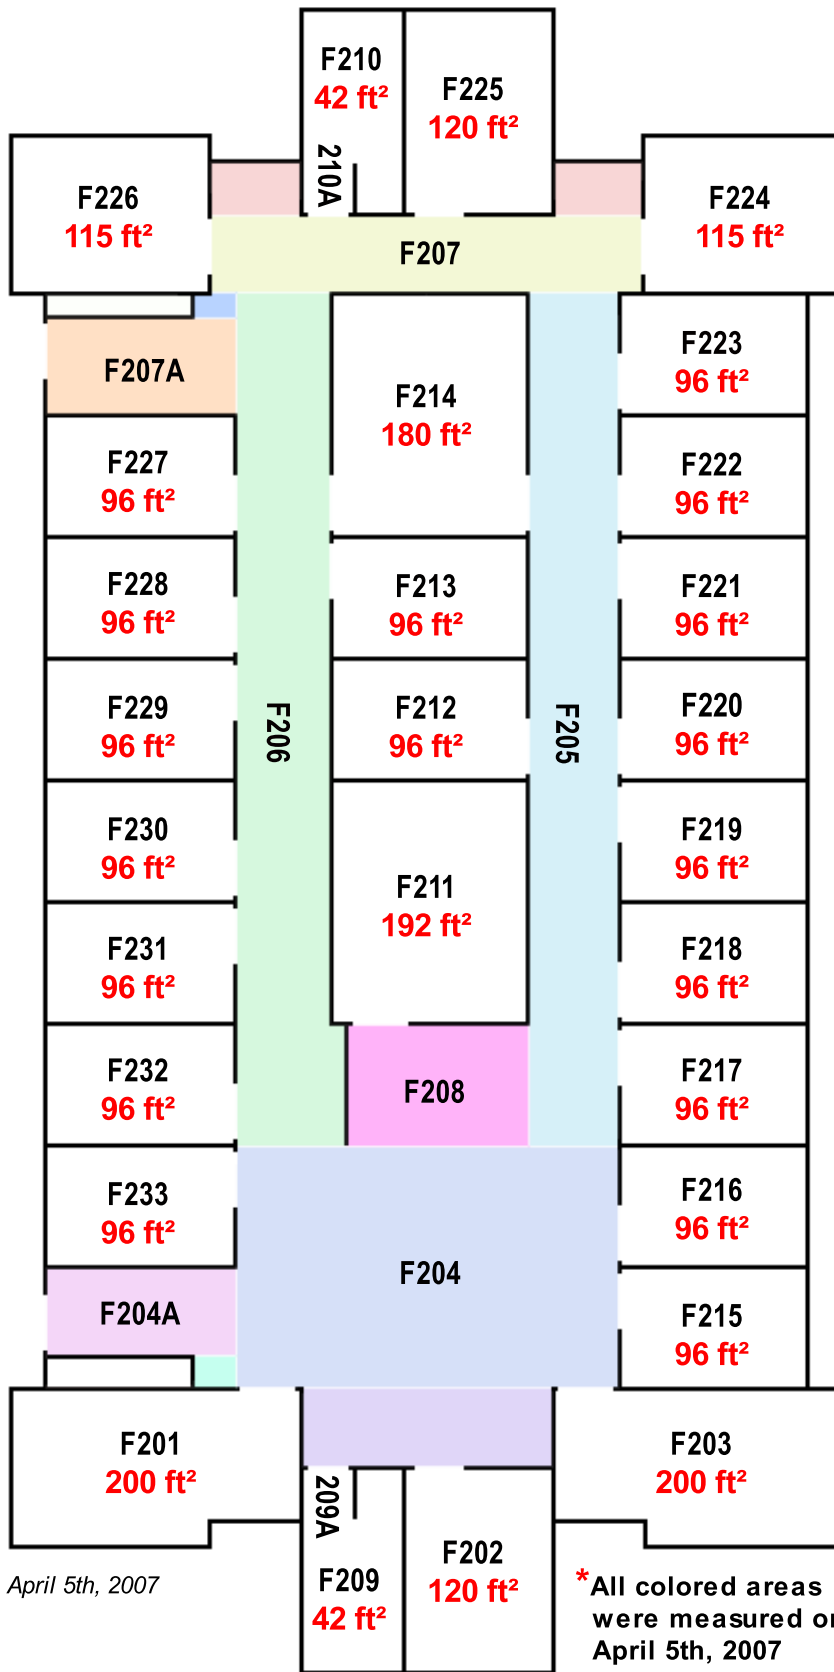 F210
42 ft²
210A
F225
120 ft²
F226
115 ft²
F224
115 ft²
F207
F207A
F214
180 ft²
F223
96 ft²
F227
96 ft²
F222
96 ft²
F228
96 ft²
F213
96 ft²
F221
96 ft²
F229
96 ft²
F206
F212
96 ft²
F205
F220
96 ft²
F230
96 ft²
F211
192 ft²
F219
96 ft²
F231
96 ft²
F218
96 ft²
F232
96 ft²
F208
F217
96 ft²
F233
96 ft²
F204
F216
96 ft²
F204A
F215
96 ft²
F201
200 ft²
F203
200 ft²
209A
F209
42 ft²
F202
120 ft²
April 5th, 2007
*All colored areas
were measured on
April 5th, 2007